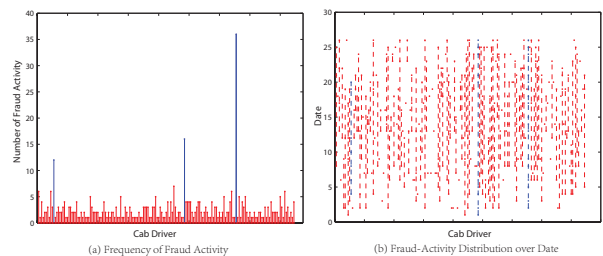 40
35
30
25
20
15
10
5
0
Number of Fraud Activity
Cab Driver
(a) Frequency of Fraud Activity
30
25
20
15
10
5
0
Date
Cab Driver
(b) Fraud-Activity Distribution over Date